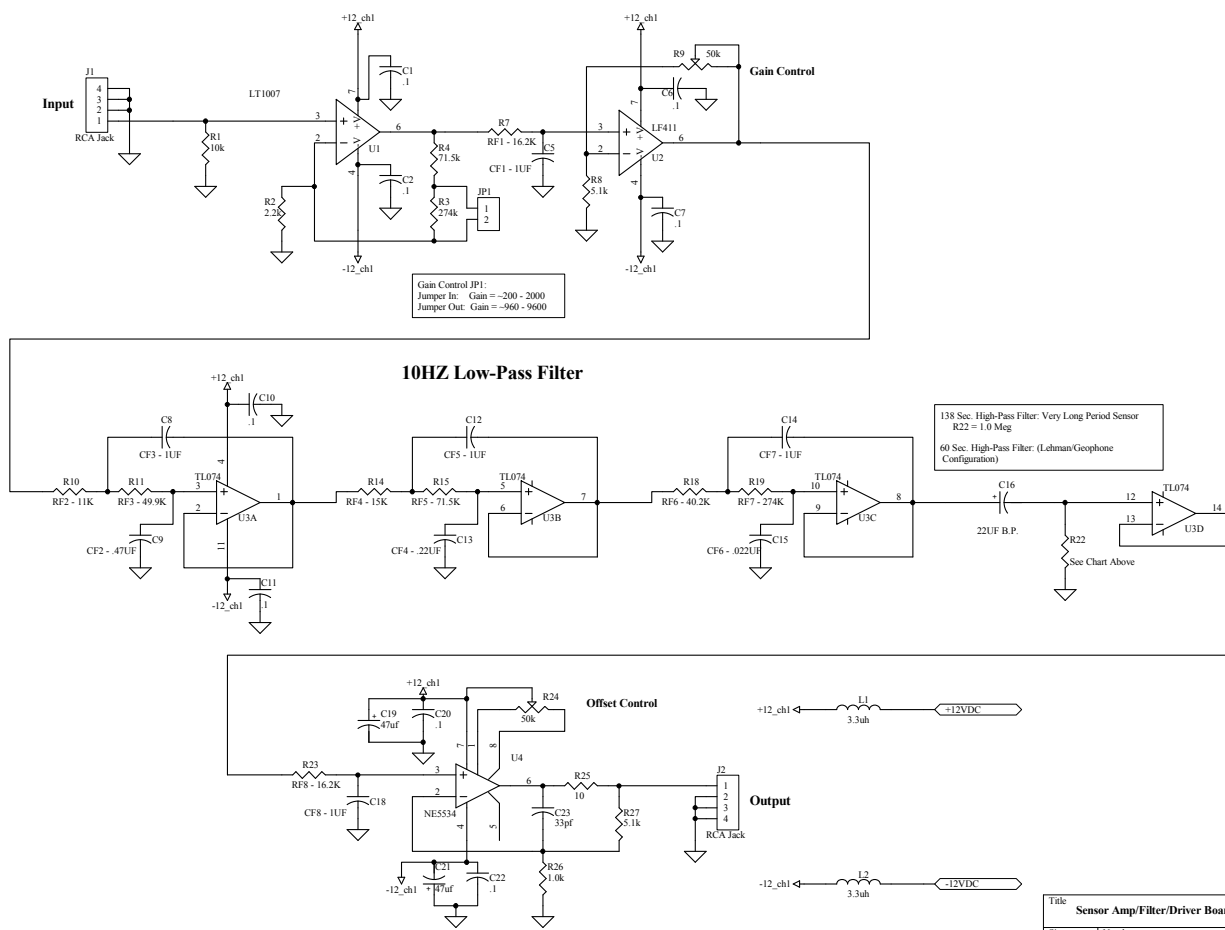 +12_ch1
+12_ch1
R9
50k
Gain Control
J1
4
3
2
1
Input
RCA Jack
LT1007
C1
.1
7
3
2
6
V
+
V
U1
4
C6
.1
7
LF411
3
2
6
V
+
V
U2
4
R1
10k
R4
71.5k
R7
RF1 - 16.2K
C5
CF1 - 1UF
C2
.1
R2
2.2k
R3
274k
JP1
1
2
R8
5.1k
C7
.1
-12_ch1
-12_ch1
Gain Control JP1:
Jumper In: Gain = ~200 - 2000
Jumper Out: Gain = ~960 - 9600
10HZ Low-Pass Filter
+12_ch1
C10
.1
C8
CF3 - 1UF
4
C12
CF5 - 1UF
C14
CF7 - 1UF
138 Sec. High-Pass Filter: Very Long Period Sensor
R22 = 1.0 Meg
60 Sec. High-Pass Filter: (Lehman/Geophone
Configuration)
R10
RF2 - 11K
R11
RF3 - 49.9K
TL074
3
2
1
U3A
11
C9
CF2 - .47UF
C11
.1
-12_ch1
R14
RF4 - 15K
R15
RF5 - 71.5K
TL074
5
6
7
U3B
C13
CF4 - .22UF
R18
RF6 - 40.2K
R19
RF7 - 274K
TL074
10
9
8
U3C
C15
CF6 - .022UF
C16
+
22UF B.P.
R22
See Chart Above
TL074
12
13
14
U3D
+12_ch1
C19
+
47uf
C20
.1
R24
50k
Offset Control
7
1
8
U4
R23
RF8 - 16.2K
C18
CF8 - 1UF
3
2
6
NE5534
4
5
R25
10
C23
33pf
R27
5.1k
J2
1
2
3
4
Output
RCA Jack
-12_ch1
C21
+
47uf
C22
.1
R26
1.0k
+12_ch1
L1
3.3uh
+12VDC
-12_ch1
L2
3.3uh
-12VDC
Title
Sensor Amp/Filter/Driver Boar